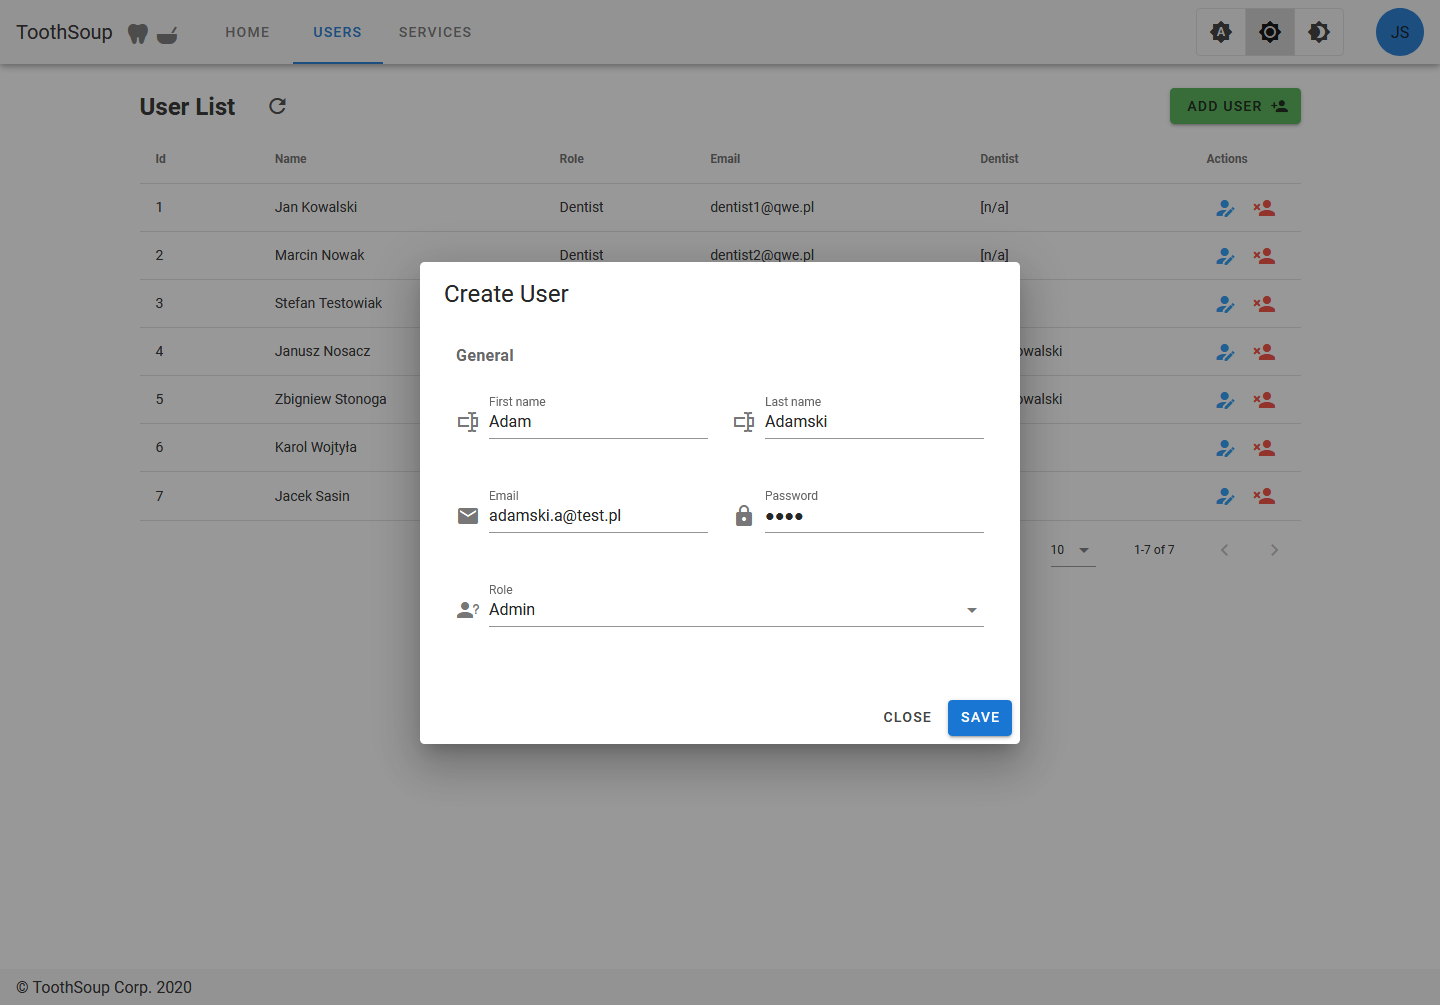 ToothSoup HOME USERS SERVICES A JS
User List ADD USER
Id Name Role Email Dentist Actions
1 Jan Kowalski Dentist dentist1@qwe.pl [n/a]
2 Marcin Nowak Dentist dentist2@qwe.pl [n/a]
3 Stefan Testowiak
4 Janusz Nosacz owalski
5 Zbigniew Stonoga owalski
6 Karol Wojtyła
7 Jacek Sasin
10 1-7 of 7
Create User
General
First name Last name
Adam Adamski
Email Password
adamski.a@test.pl ●●●●
Role
Admin
CLOSE SAVE
© ToothSoup Corp. 2020